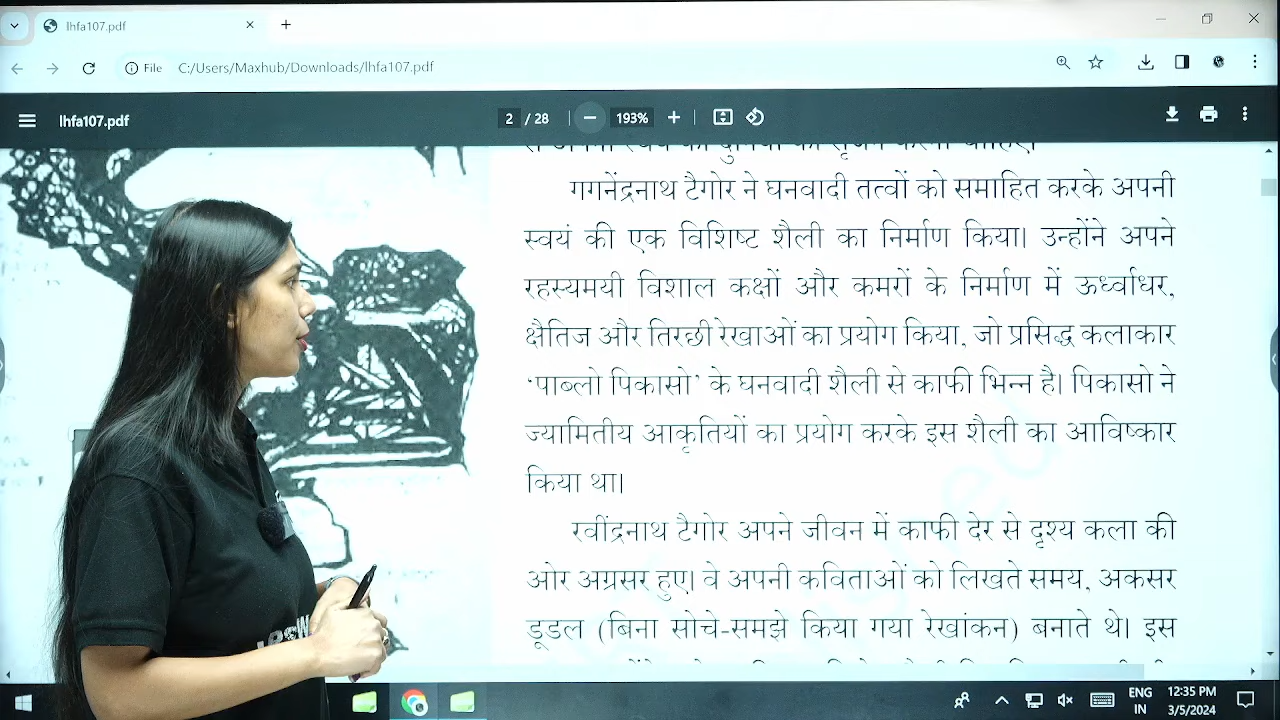 lhfa107.pdf
File C:/Users/Maxhub/Downloads/lhfa107.pdf
lhfa107.pdf
2 / 28
193%
गगनेंद्रनाथ टैगोर ने घनवादी तत्वों को समाहित करके अपनी
स्वयं की एक विशिष्ट शैली का निर्माण किया। उन्होंने अपने
रहस्यमयी विशाल कक्षों और कमरों के निर्माण में ऊर्ध्वाधर,
क्षैतिज और तिरछी रेखाओं का प्रयोग किया, जो प्रसिद्ध कलाकार
‘पाब्लो पिकासो’ के घनवादी शैली से काफी भिन्न है। पिकासो ने
ज्यामितीय आकृतियों का प्रयोग करके इस शैली का आविष्कार
किया था।
रवींद्रनाथ टैगोर अपने जीवन में काफी देर से दृश्य कला की
ओर अग्रसर हुए। वे अपनी कविताओं को लिखते समय, अकसर
डूडल (बिना सोचे-समझे किया गया रेखांकन) बनाते थे। इस
ENG
IN
12:35 PM
3/5/2024